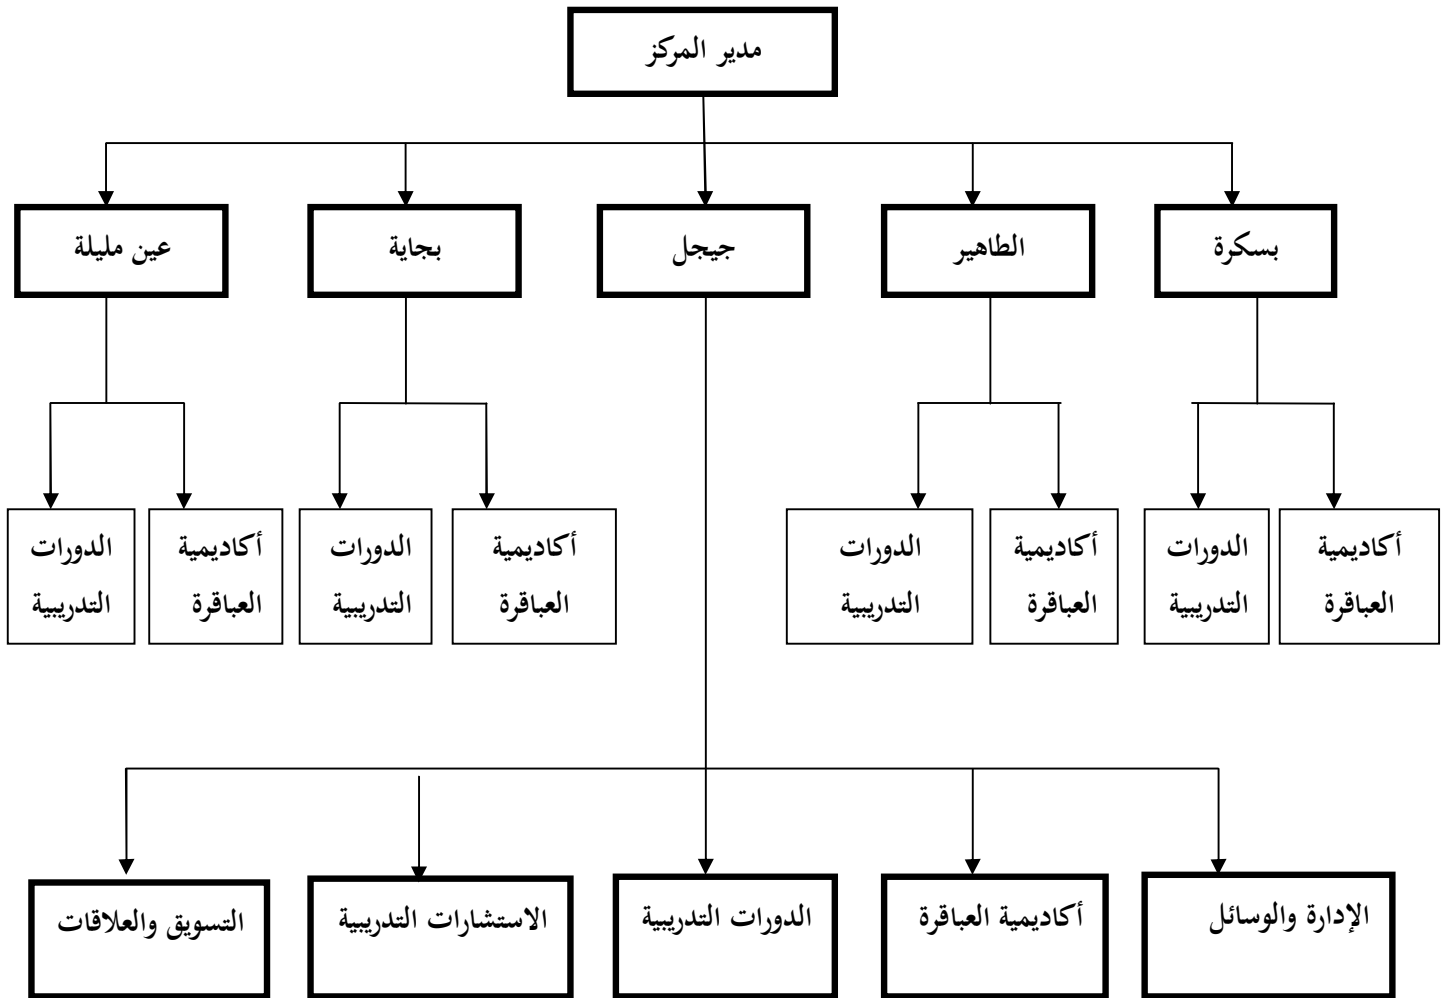 مدير المركز
بسكرة
الطاهير
جيجل
بجاية
عين مليلة
أكاديمية
العباقرة
الدورات
التدريبية
أكاديمية
العباقرة
الدورات
التدريبية
أكاديمية
العباقرة
الدورات
التدريبية
أكاديمية
العباقرة
الدورات
التدريبية
الإدارة والوسائل
أكاديمية العباقرة
الدورات التدريبية
الاستشارات التدريبية
التسويق والعلاقات